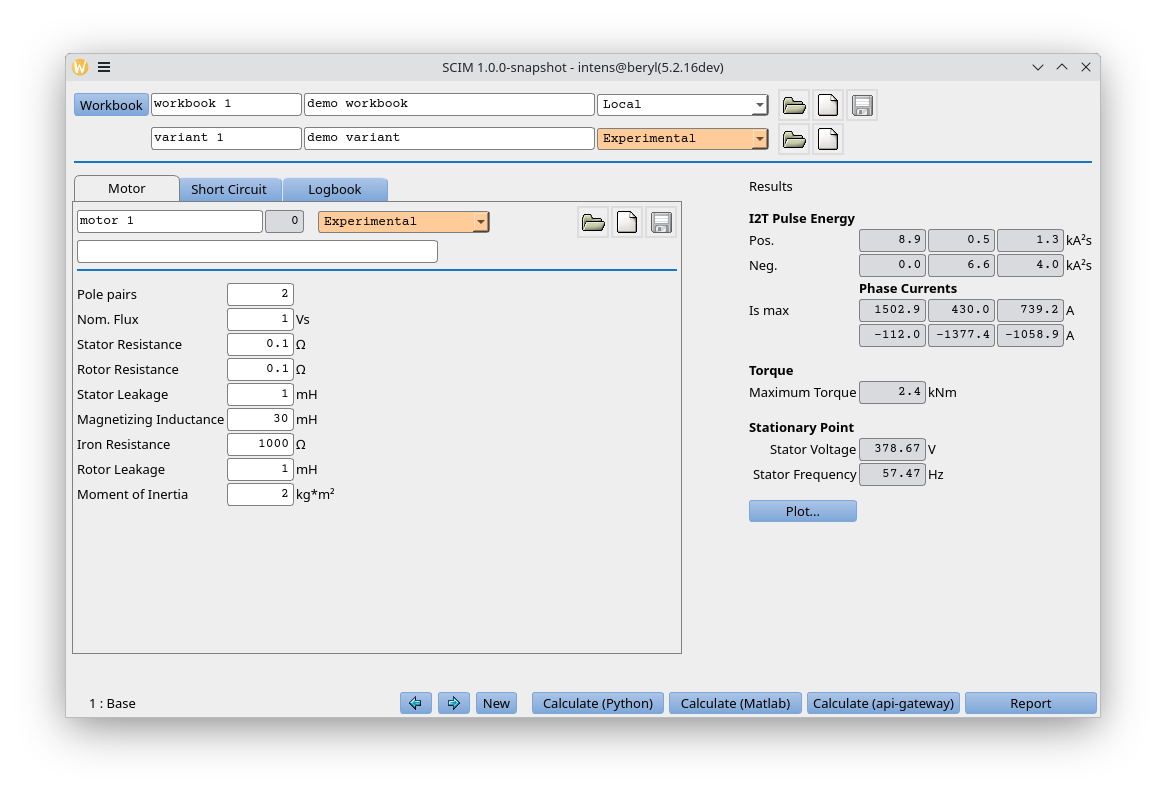 SCIM 1.0.0-snapshot - intens@beryl(5.2.16dev)
Workbook workbook 1 demo workbook Local
variant 1 demo variant Experimental
Motor Short Circuit Logbook
motor 1 0 Experimental
Pole pairs 2
Nom. Flux 1 Vs
Stator Resistance 0.1 Ω
Rotor Resistance 0.1 Ω
Stator Leakage 1 mH
Magnetizing Inductance 30 mH
Iron Resistance 1000 Ω
Rotor Leakage 1 mH
Moment of Inertia 2 kg*m²
Results
I2T Pulse Energy
Pos. 8.9 0.5 1.3 kA²s
Neg. 0.0 6.6 4.0 kA²s
Phase Currents
Is max 1502.9 430.0 739.2 A
-112.0 -1377.4 -1058.9 A
Torque
Maximum Torque 2.4 kNm
Stationary Point
Stator Voltage 378.67 V
Stator Frequency 57.47 Hz
Plot...
1 : Base New Calculate (Python) Calculate (Matlab) Calculate (api-gateway) Report